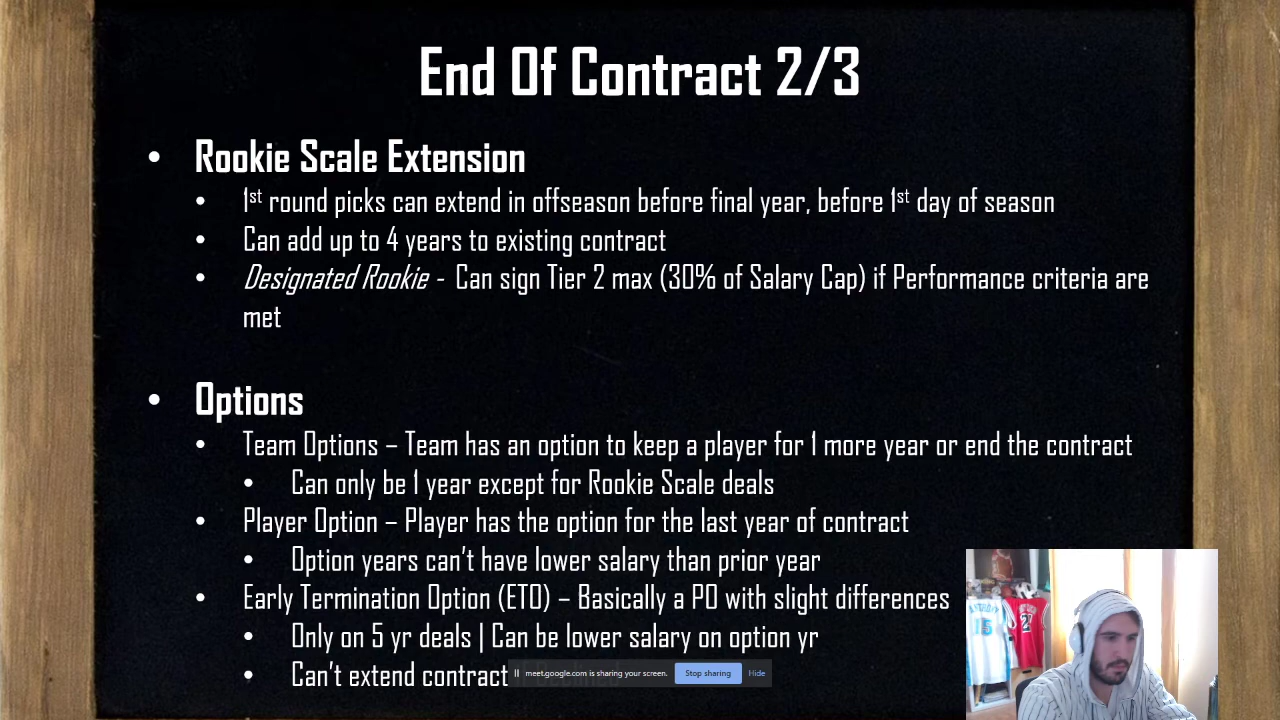 End Of Contract 2/3
• Rookie Scale Extension
• 1st round picks can extend in offseason before final year, before 1st day of season
• Can add up to 4 years to existing contract
• Designated Rookie - Can sign Tier 2 max (30% of Salary Cap) if Performance criteria are
met
• Options
• Team Options – Team has an option to keep a player for 1 more year or end the contract
• Can only be 1 year except for Rookie Scale deals
• Player Option – Player has the option for the last year of contract
• Option years can't have lower salary than prior year
• Early Termination Option (ETO) – Basically a PO with slight differences
• Only on 5 yr deals | Can be lower salary on option yr
• Can't extend contract
meet.google.com is sharing your screen. Stop sharing Hide
15